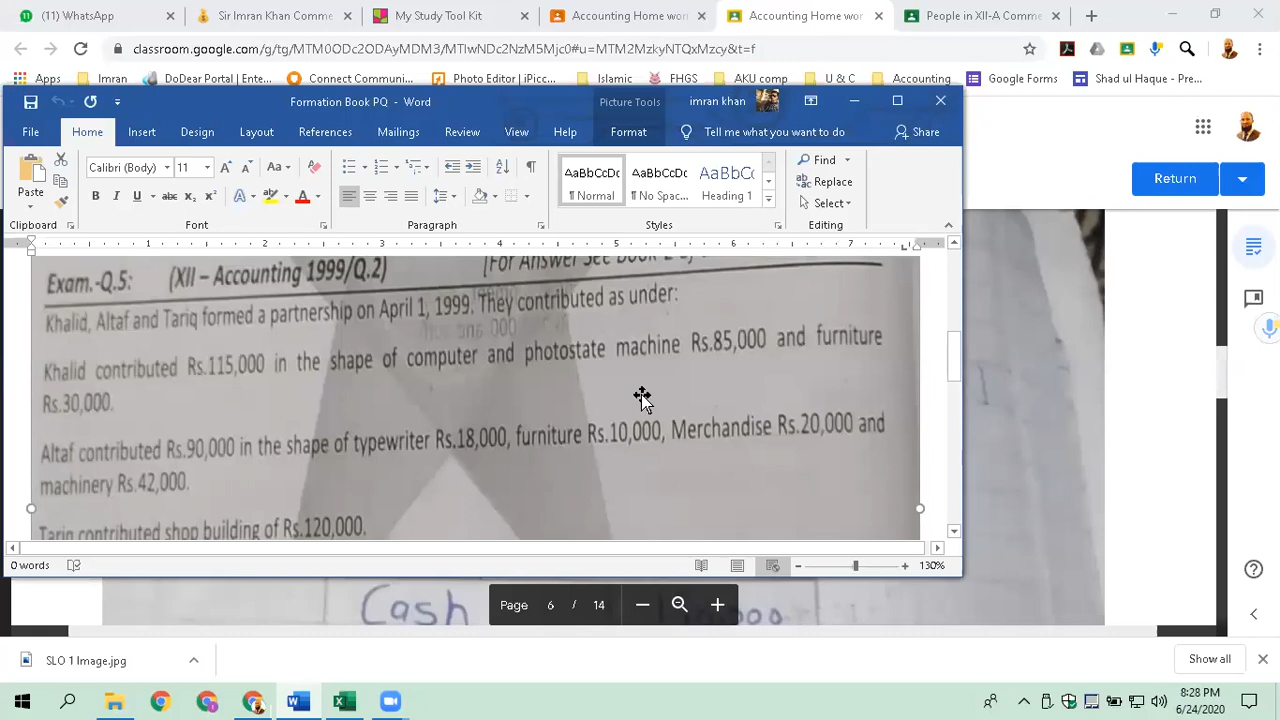 (11) WhatsApp
Sir Imran Khan Comme
My Study Tool Kit
Accounting Home wor
Accounting Home wor
People in XII-A Comme
classroom.google.com/g/tg/MTM0ODc2ODAyMDM3/MTIwNDc2NzM5Mjc0#u=MTM2MzkyNTQxMzcy&t=f
Apps
Imran
DoDear Portal (Ente...
Connect Communit...
Photo Editor | iPicc...
Islamic
FHGS
AKU comp
U & C
Accounting
Google Forms
Shad ul Haque - Pre...
Formation Book PQ - Word
Picture Tools
imran khan
File
Home
Insert
Design
Layout
References
Mailings
Review
View
Help
Format
Tell me what you want to do
Share
Return
Paste
Calibri (Body)
11
AaBbCcDc
AaBbCcDc
AaBbCc
¶ Normal
¶ No Spac...
Heading 1
Find
Replace
Select
Clipboard
Font
Paragraph
Styles
Editing
1 2 3 4 5 6 7
Exam.-Q.5: (XII – Accounting 1999/Q.2)
Khalid, Altaf and Tariq formed a partnership on April 1, 1999. They contributed as under:
Khalid contributed Rs.115,000 in the shape of computer and photostate machine Rs.85,000 and furniture
Rs.30,000.
Altaf contributed Rs.90,000 in the shape of typewriter Rs.18,000, furniture Rs.10,000, Merchandise Rs.20,000 and
machinery Rs.42,000.
Tariq contributed shop building of Rs.120,000.
0 words
130%
Cash
Page 6 / 14
SLO 1 Image.jpg
Show all
8:28 PM
6/24/2020